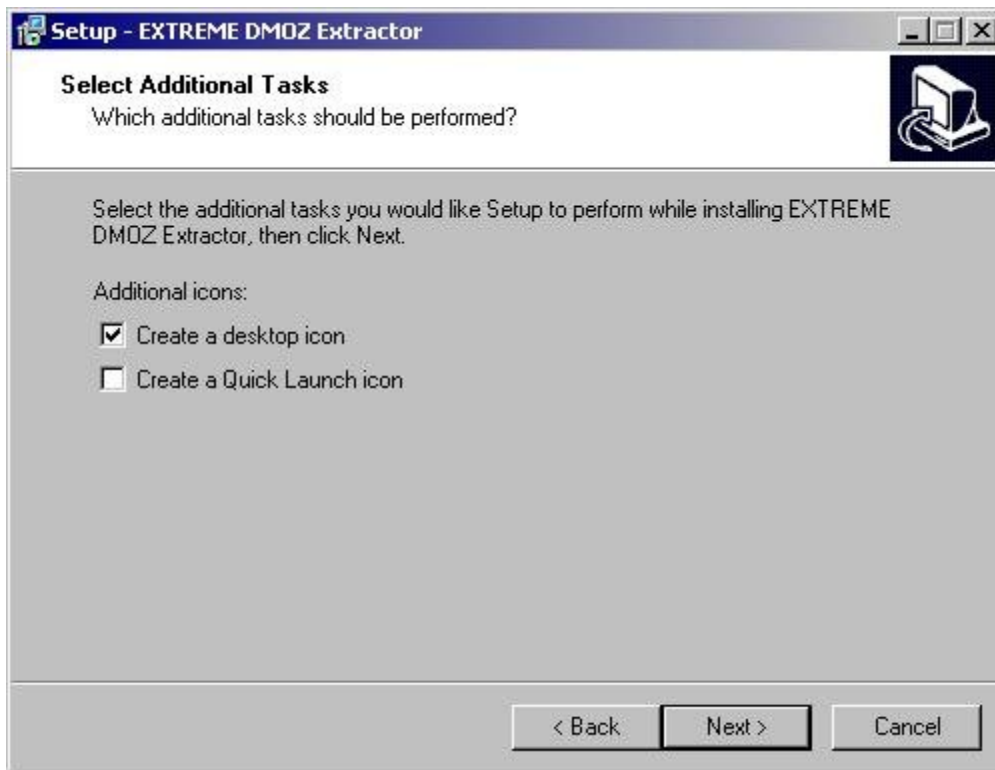 Setup - EXTREME DMOZ Extractor
Select Additional Tasks
Which additional tasks should be performed?
Select the additional tasks you would like Setup to perform while installing EXTREME
DMOZ Extractor, then click Next.
Additional icons:
Create a desktop icon
Create a Quick Launch icon
< Back Next > Cancel